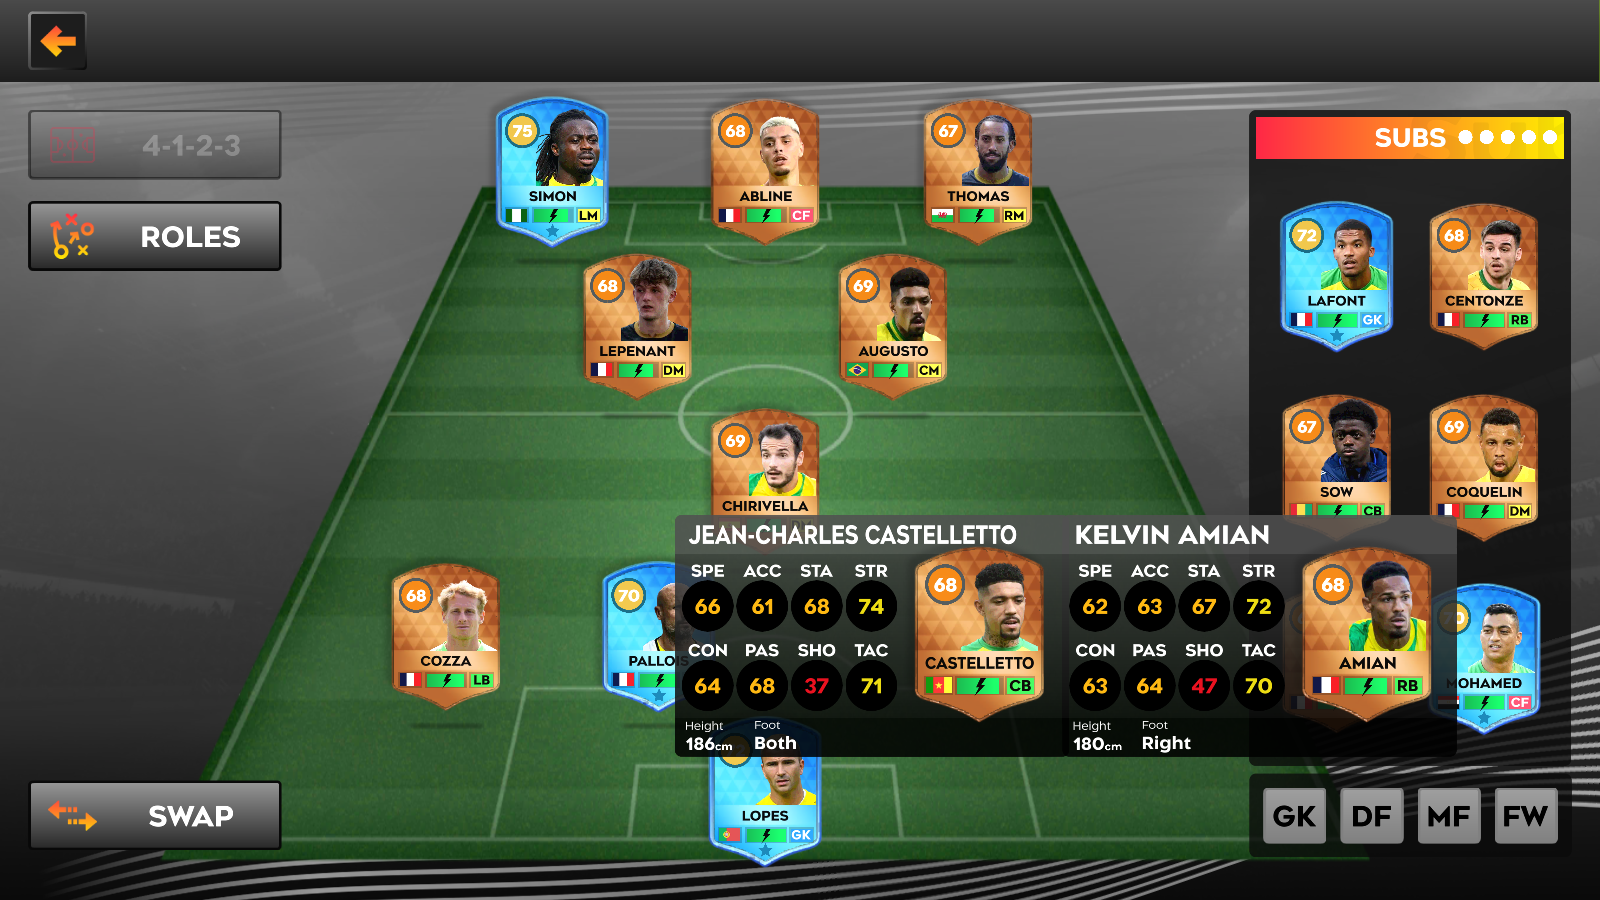 4-1-2-3
ROLES
SWAP
75
SIMON
LM
68
ABLINE
CF
67
THOMAS
RM
68
LEPENANT
DM
69
AUGUSTO
CM
69
CHIRIVELLA
68
COZZA
LB
70
PALLOIS
LOPES
GK
JEAN-CHARLES CASTELLETTO
SPE ACC STA STR
66 61 68 74
CON PAS SHO TAC
64 68 37 71
Height Foot
186cm Both
68
CASTELLETTO
CB
KELVIN AMIAN
SPE ACC STA STR
62 63 67 72
CON PAS SHO TAC
63 64 47 70
Height Foot
180cm Right
68
AMIAN
RB
SUBS
72
LAFONT
GK
68
CENTONZE
RB
67
SOW
CB
69
COQUELIN
DM
MOHAMED
CF
GK DF MF FW